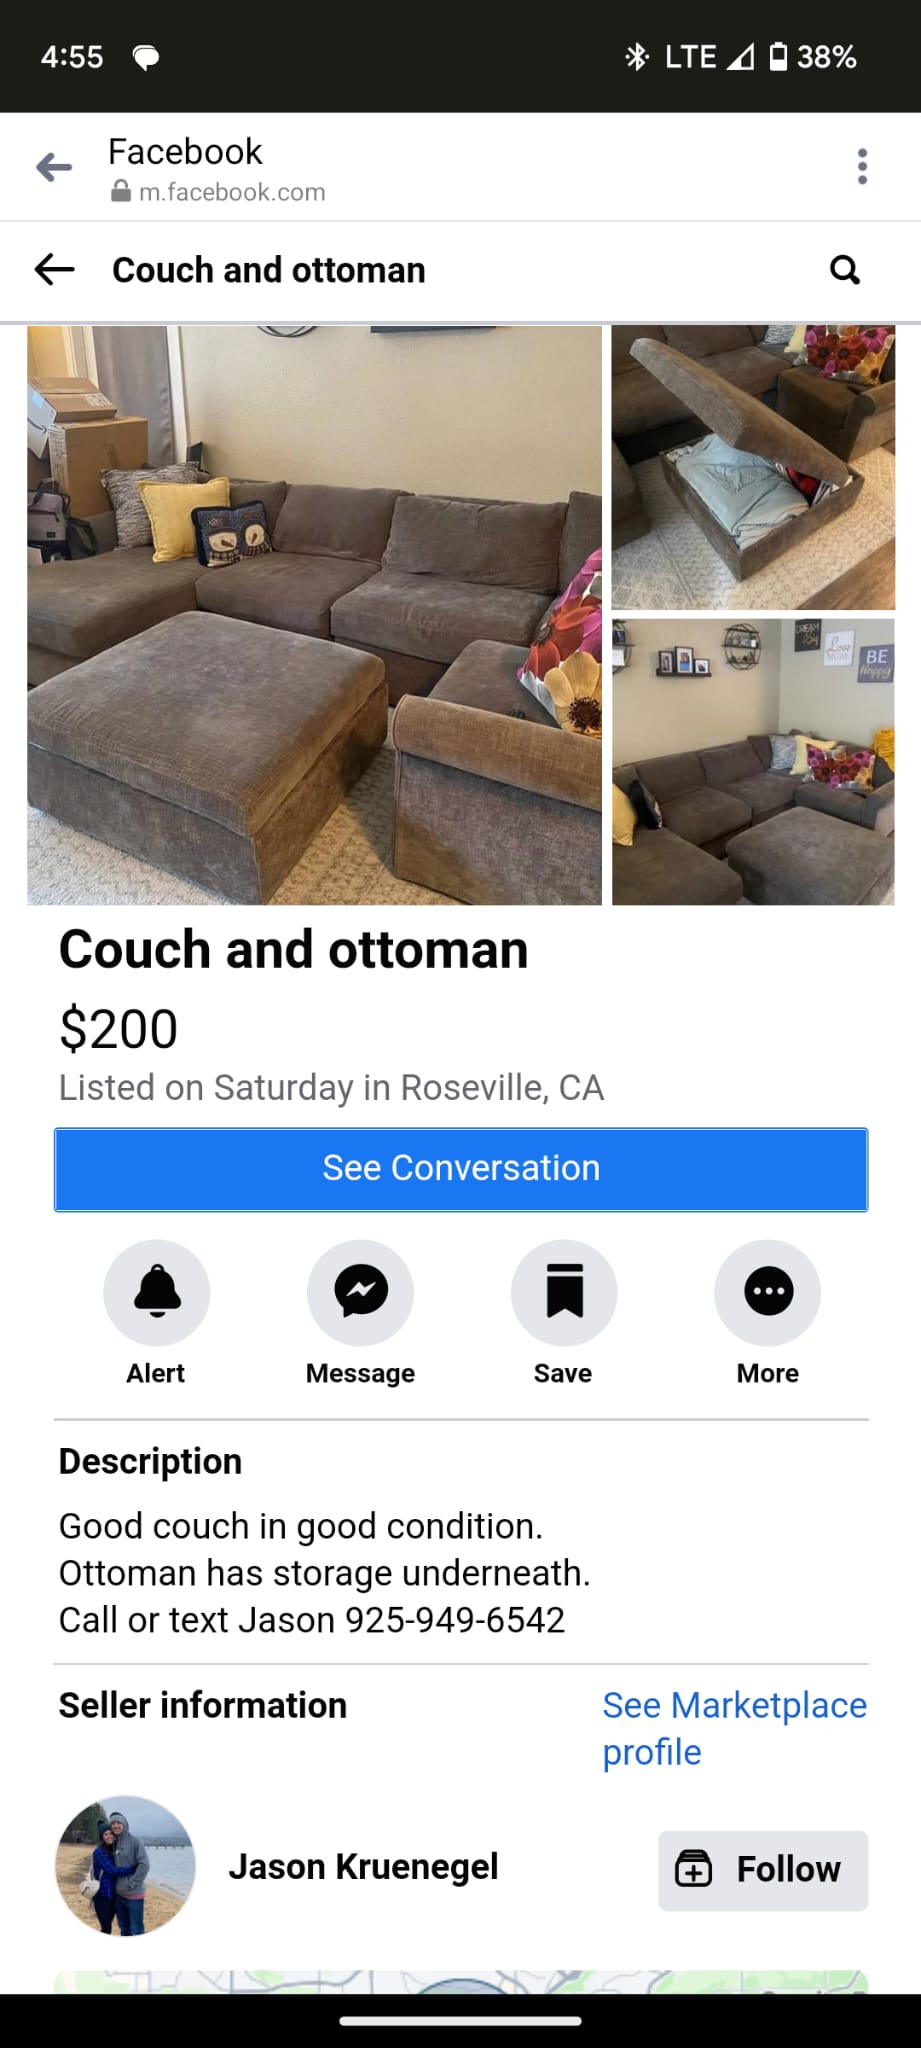 4:55
LTE 38%
Facebook
m.facebook.com
Couch and ottoman
DREAM
Big
Love
MORE
BE
Happy
Couch and ottoman
$200
Listed on Saturday in Roseville, CA
See Conversation
Alert Message Save More
Description
Good couch in good condition.
Ottoman has storage underneath.
Call or text Jason 925-949-6542
Seller information See Marketplace
profile
Jason Kruenegel Follow